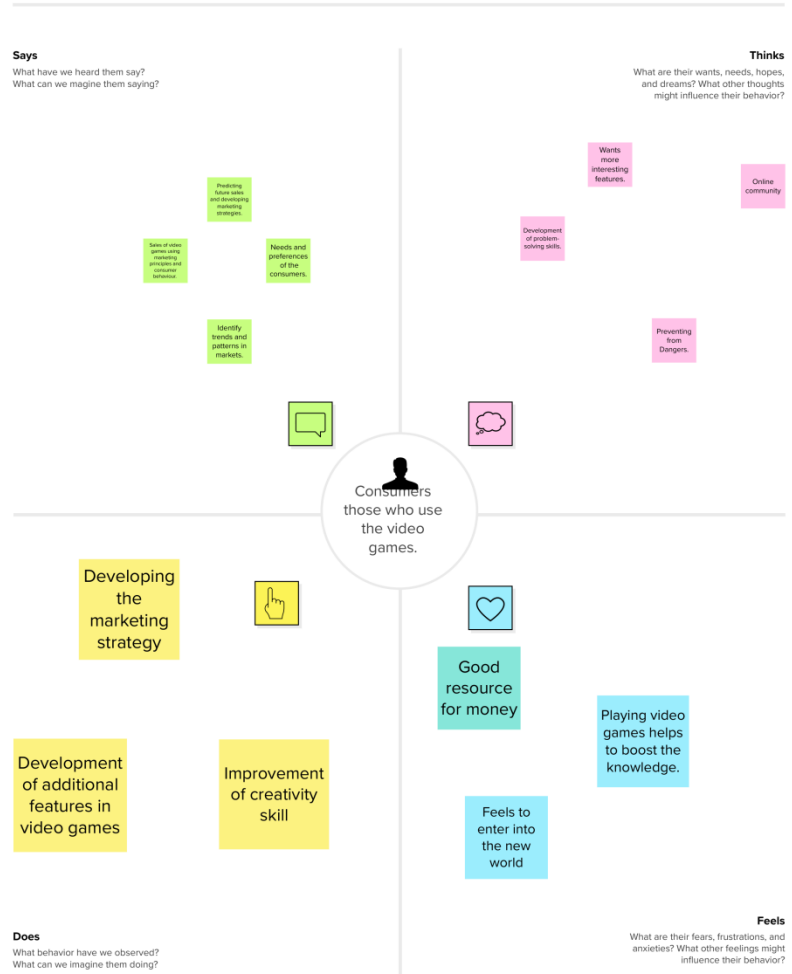 Says
What have we heard them say?
What can we magine them saying?
Thinks
What are their wants, needs, hopes,
and dreams? What other thoughts
might influence their behavior?
Predicting
future sales
and developing
marketing
strategies.
Sales of video
games using
marketing
principles and
consumer
behaviour.
Needs and
preferences
of the
consumers.
Identify
trends and
patterns in
markets.
Wants
more
interesting
features.
Online
community
Development
of problem-
solving skills.
Preventing
from
Dangers.
Consumers
those who use
the video
games.
Developing
the
marketing
strategy
Development
of additional
features in
video games
Improvement
of creativity
skill
Good
resource
for money
Playing video
games helps
to boost the
knowledge.
Feels to
enter into
the new
world
Does
What behavior have we observed?
What can we imagine them doing?
Feels
What are their fears, frustrations, and
anxieties? What other feelings might
influence their behavior?